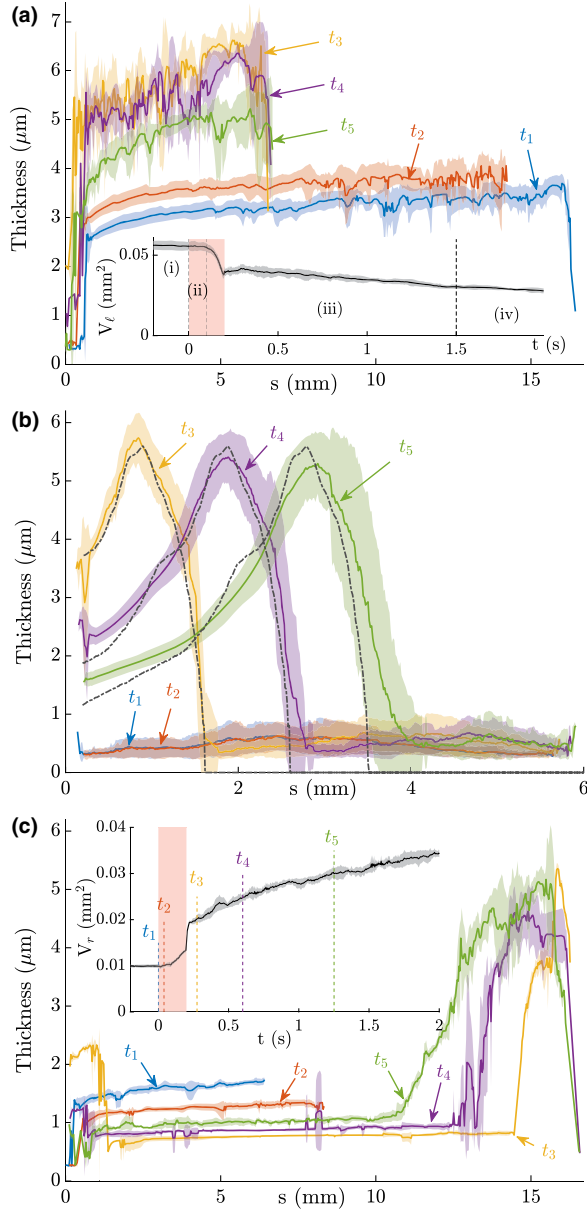 (a)
7
6
5
4
3
2
1
0
Thickness (μm)
t3
t4
t5
t2
t1
0.05
0
Vℓ (mm²)
(i)
(ii)
(iii)
(iv)
0
0.5
1.5
t (s)
0
5
10
15
s (mm)
(b)
6
5
4
3
2
1
0
Thickness (μm)
t3
t4
t5
t1
t2
0
2
4
6
s (mm)
(c)
6
5
4
3
2
1
0
Thickness (μm)
0.04
0.03
0.02
0.01
0
Vr (mm²)
t1
t2
t3
t4
t5
0
0.5
1
1.5
2
t (s)
t1
t2
t5
t4
t3
0
5
10
15
s (mm)